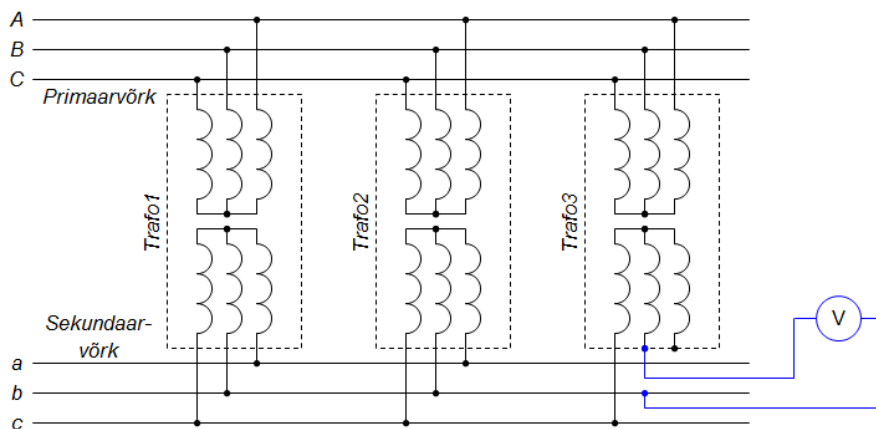 A
B
C
Primaarvõrk
Trafo1
Trafo2
Trafo3
Sekundaar-
võrk
V
a
b
c